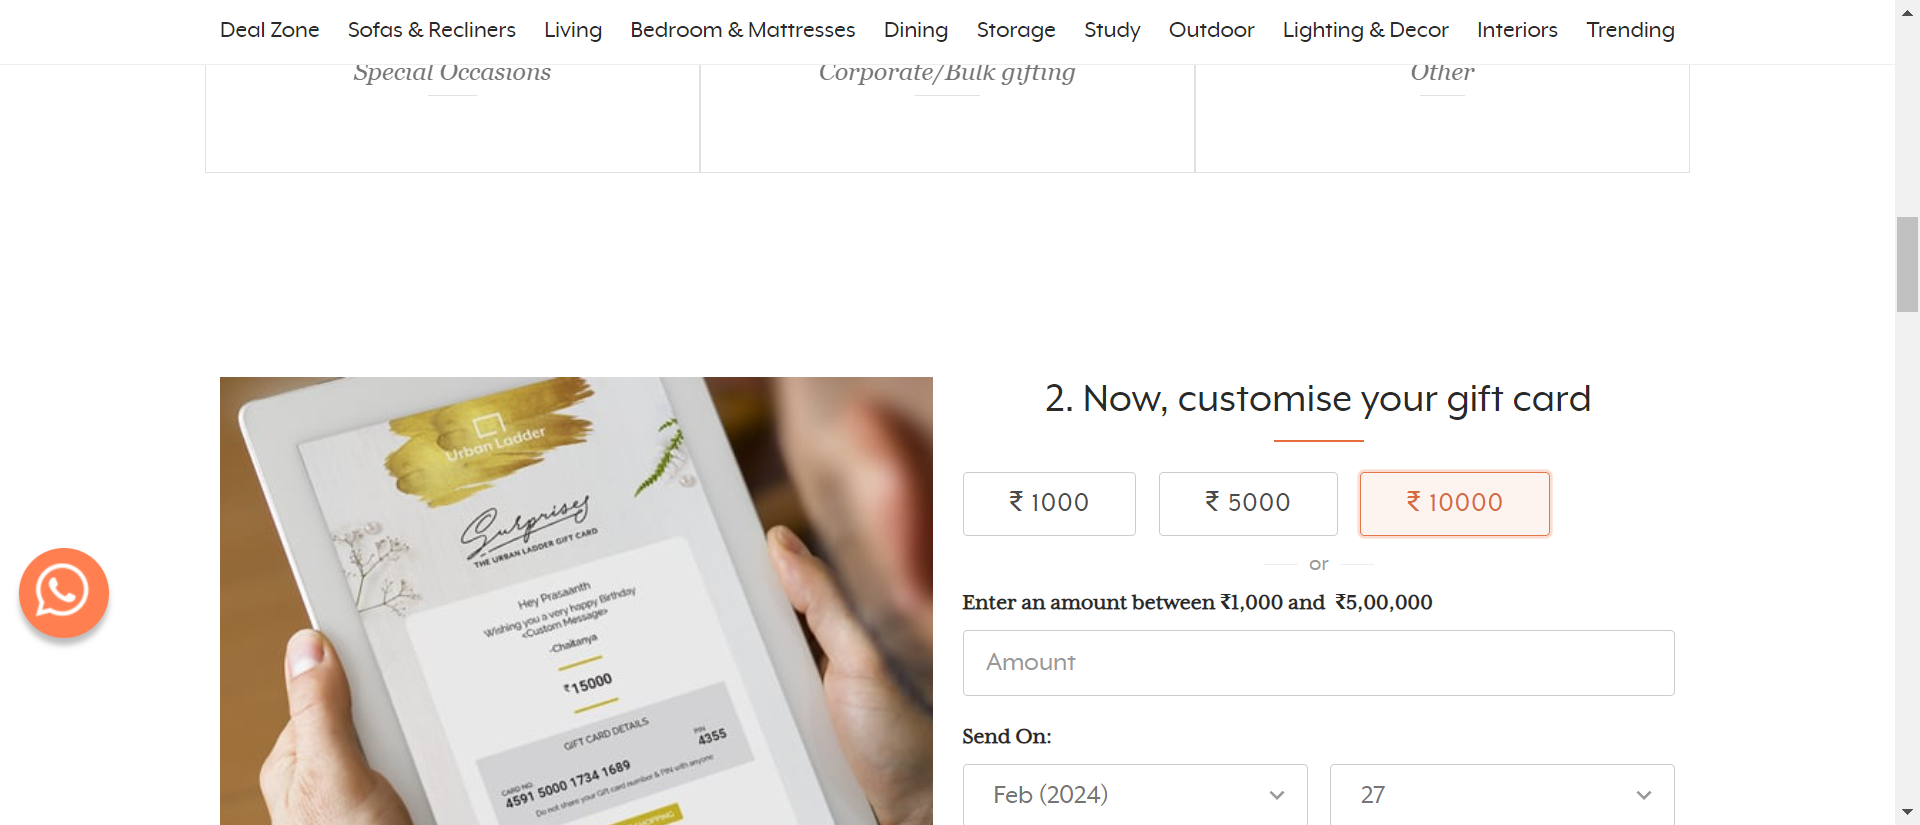 Deal Zone Sofas & Recliners Living Bedroom & Mattresses Dining Storage Study Outdoor Lighting & Decor Interiors Trending
Special Occasions Corporate/Bulk gifting Other
2. Now, customise your gift card
₹ 1000 ₹ 5000 ₹ 10000
or
Enter an amount between ₹1,000 and ₹5,00,000
Amount
Send On:
Feb (2024) 27
Urban Ladder
Surprises
THE URBAN LADDER GIFT CARD
Hey Prasaanth
Wishing you a very happy Birthday
<Custom Message>
-Chaitanya
₹15000
GIFT CARD DETAILS
CARD NO PIN
4591 5000 1734 1689 4355
Do not share your Gift card number & PIN with anyone
SHOPPING